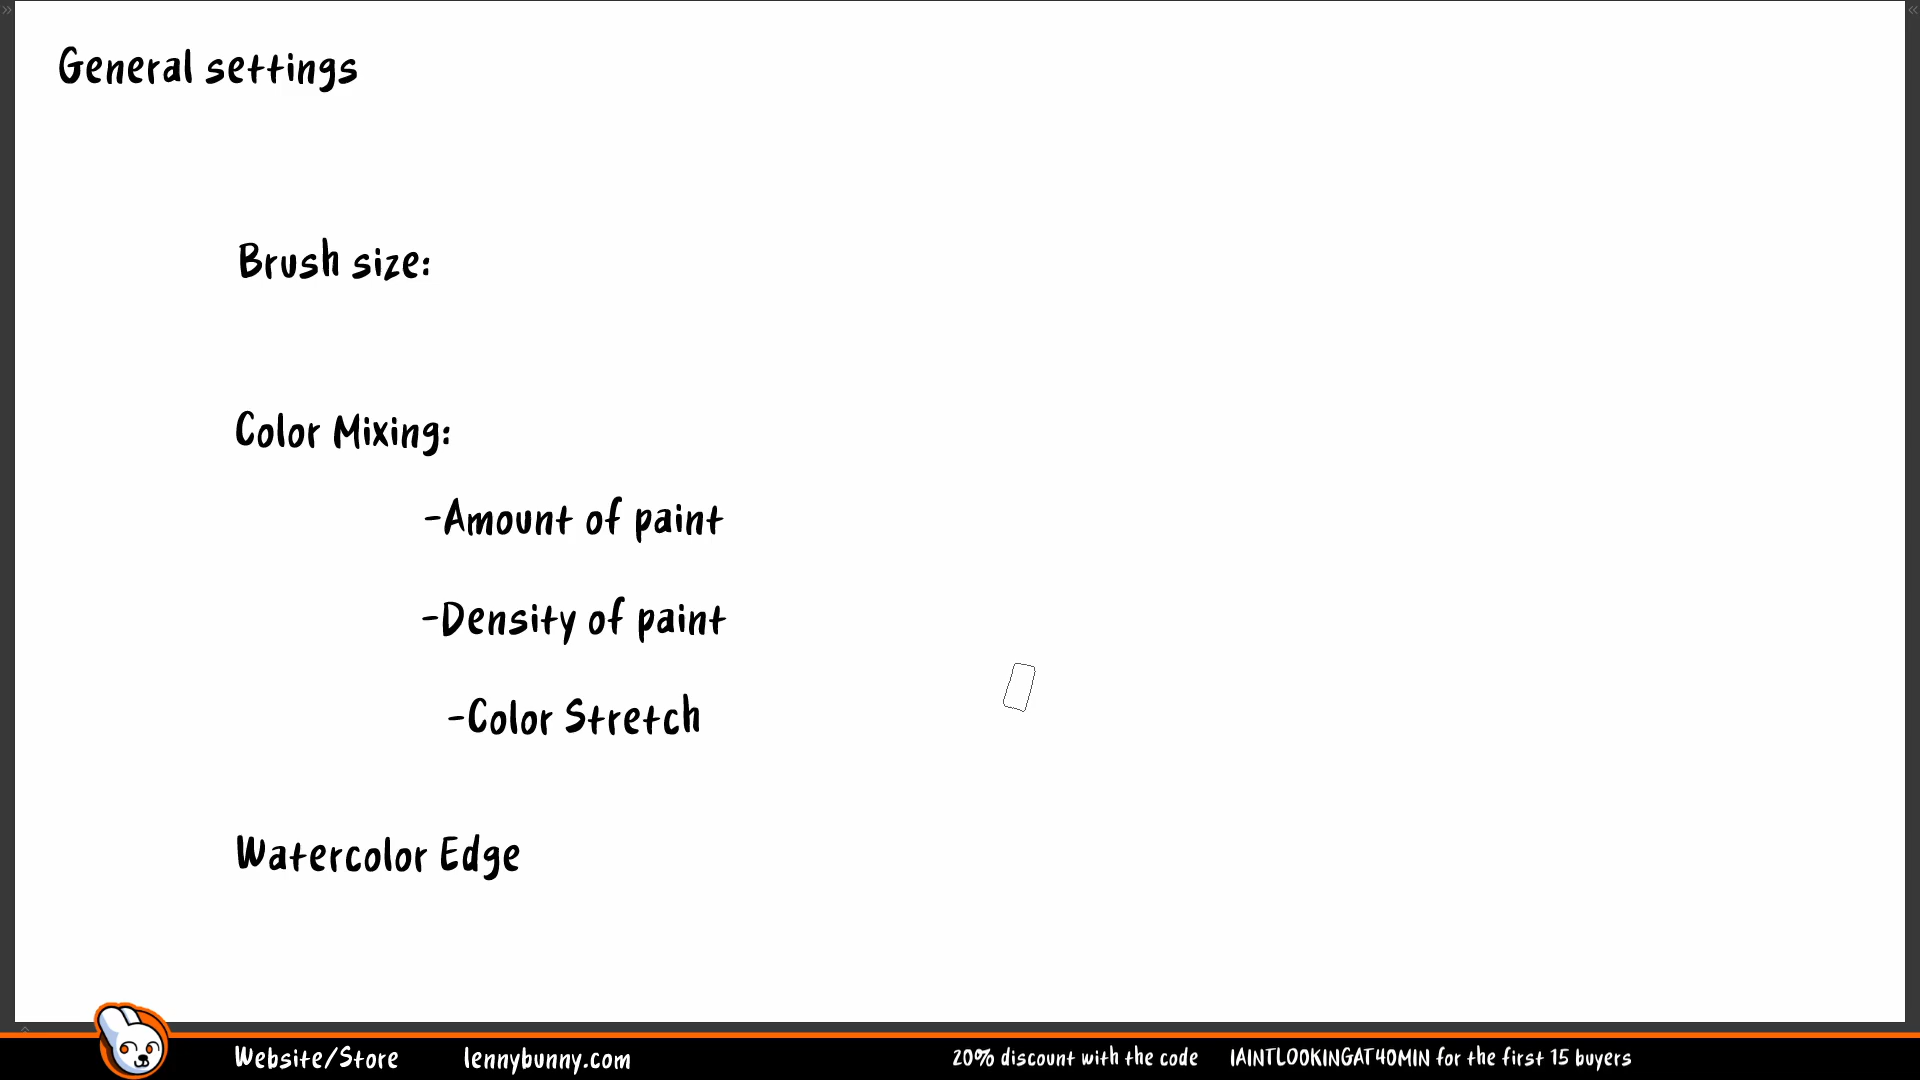 General settings
Brush size:
Color Mixing:
-Amount of paint
-Density of paint
-Color Stretch
Watercolor Edge
Website/Store lennybunny.com 20% discount with the code IAINTLOOKINGAT40MIN for the first 15 buyers